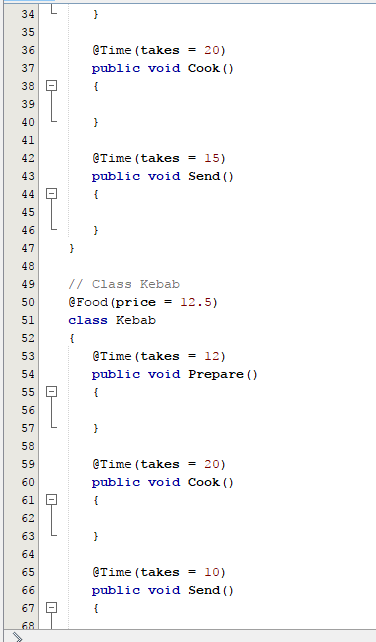 34 }
35
36 @Time(takes = 20)
37 public void Cook()
38 {
39
40 }
41
42 @Time(takes = 15)
43 public void Send()
44 {
45
46 }
47 }
48
49 // Class Kebab
50 @Food(price = 12.5)
51 class Kebab
52 {
53 @Time(takes = 12)
54 public void Prepare()
55 {
56
57 }
58
59 @Time(takes = 20)
60 public void Cook()
61 {
62
63 }
64
65 @Time(takes = 10)
66 public void Send()
67 {
68